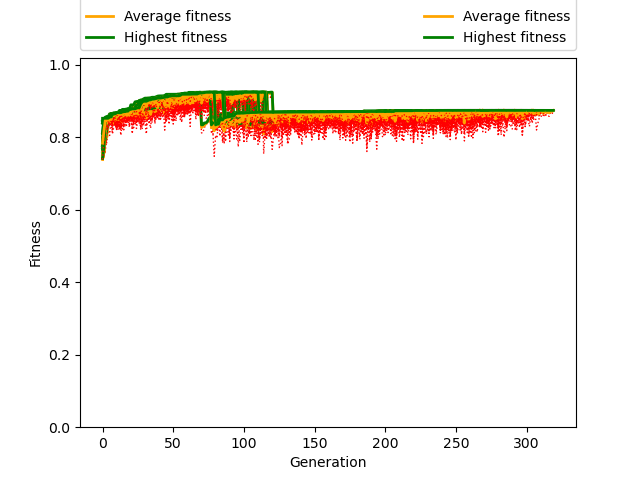 Average fitness Average fitness
Highest fitness Highest fitness
1.0
0.8
0.6
0.4
0.2
0.0
Fitness
0 50 100 150 200 250 300
Generation